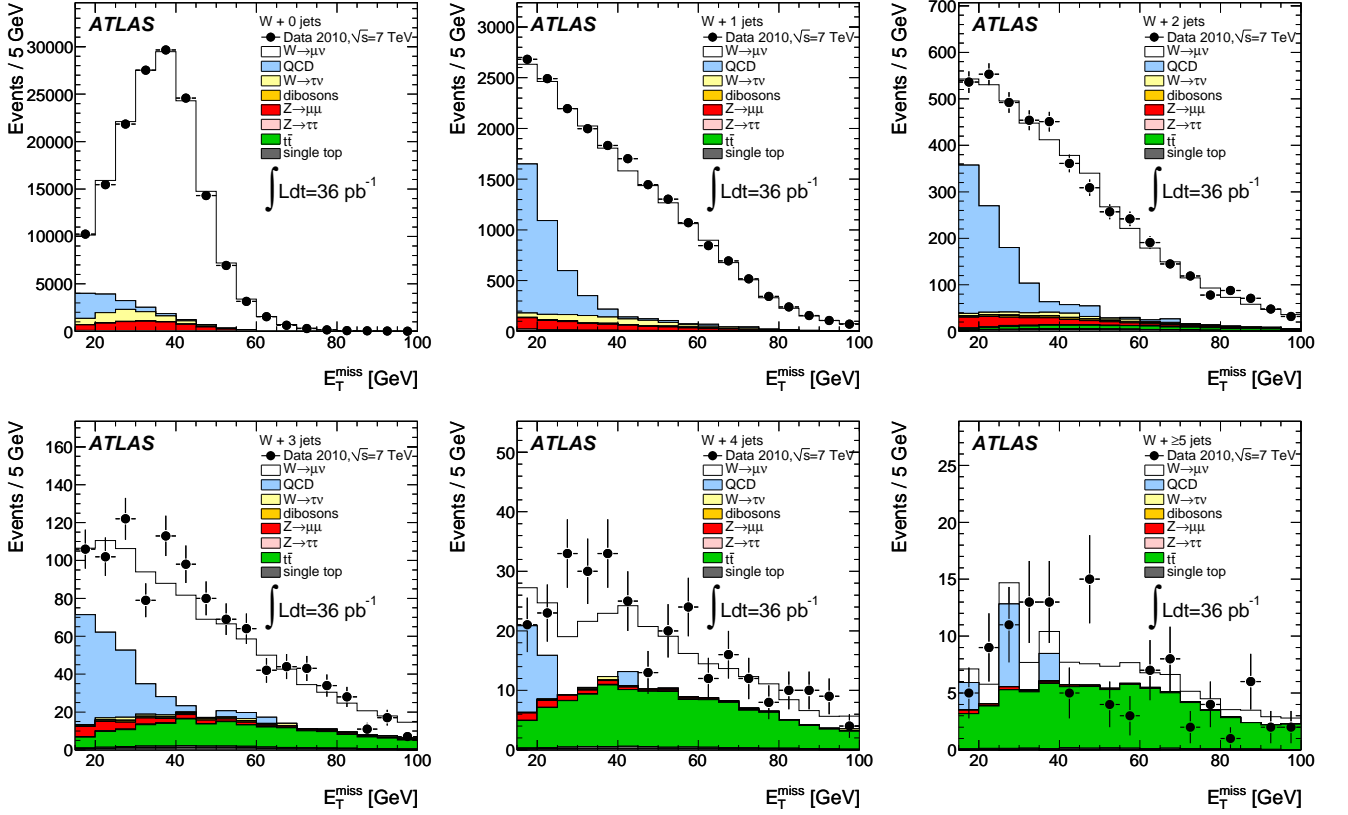 ATLAS
W + 0 jets
Data 2010,√s=7 TeV
W→μν
QCD
W→τν
dibosons
Z→μμ
Z→ττ
tt̄
single top
∫Ldt=36 pb⁻¹
Events / 5 GeV
30000
25000
20000
15000
10000
5000
0
20 40 60 80 100
E_T^miss [GeV]
ATLAS
W + 1 jets
Data 2010,√s=7 TeV
W→μν
QCD
W→τν
dibosons
Z→μμ
Z→ττ
tt̄
single top
∫Ldt=36 pb⁻¹
Events / 5 GeV
3000
2500
2000
1500
1000
500
0
20 40 60 80 100
E_T^miss [GeV]
ATLAS
W + 2 jets
Data 2010,√s=7 TeV
W→μν
QCD
W→τν
dibosons
Z→μμ
Z→ττ
tt̄
single top
∫Ldt=36 pb⁻¹
Events / 5 GeV
700
600
500
400
300
200
100
0
20 40 60 80 100
E_T^miss [GeV]
ATLAS
W + 3 jets
Data 2010,√s=7 TeV
W→μν
QCD
W→τν
dibosons
Z→μμ
Z→ττ
tt̄
single top
∫Ldt=36 pb⁻¹
Events / 5 GeV
160
140
120
100
80
60
40
20
0
20 40 60 80 100
E_T^miss [GeV]
ATLAS
W + 4 jets
Data 2010,√s=7 TeV
W→μν
QCD
W→τν
dibosons
Z→μμ
Z→ττ
tt̄
single top
∫Ldt=36 pb⁻¹
Events / 5 GeV
50
40
30
20
10
0
20 40 60 80 100
E_T^miss [GeV]
ATLAS
W + ≥5 jets
Data 2010,√s=7 TeV
W→μν
QCD
W→τν
dibosons
Z→μμ
Z→ττ
tt̄
single top
∫Ldt=36 pb⁻¹
Events / 5 GeV
25
20
15
10
5
0
20 40 60 80 100
E_T^miss [GeV]